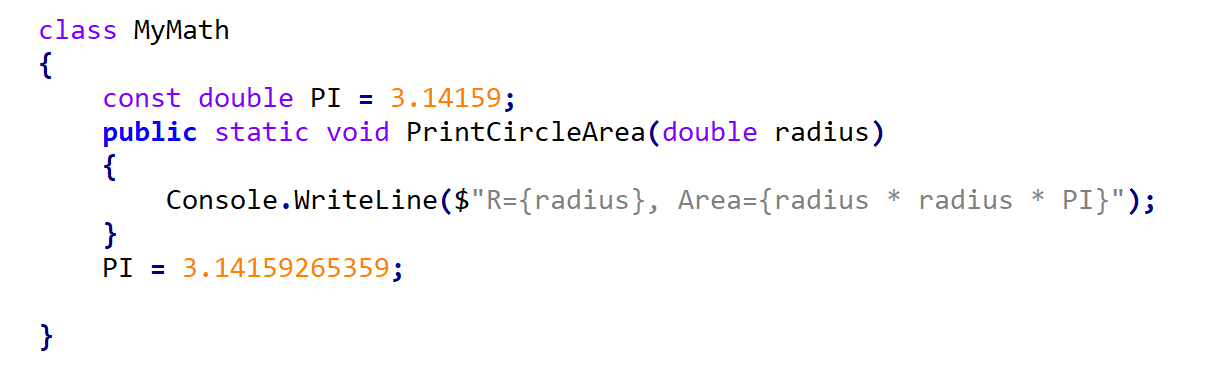 class MyMath
{
    const double PI = 3.14159;
    public static void PrintCircleArea(double radius)
    {
        Console.WriteLine($"R={radius}, Area={radius * radius * PI}");
    }
    PI = 3.14159265359;

}